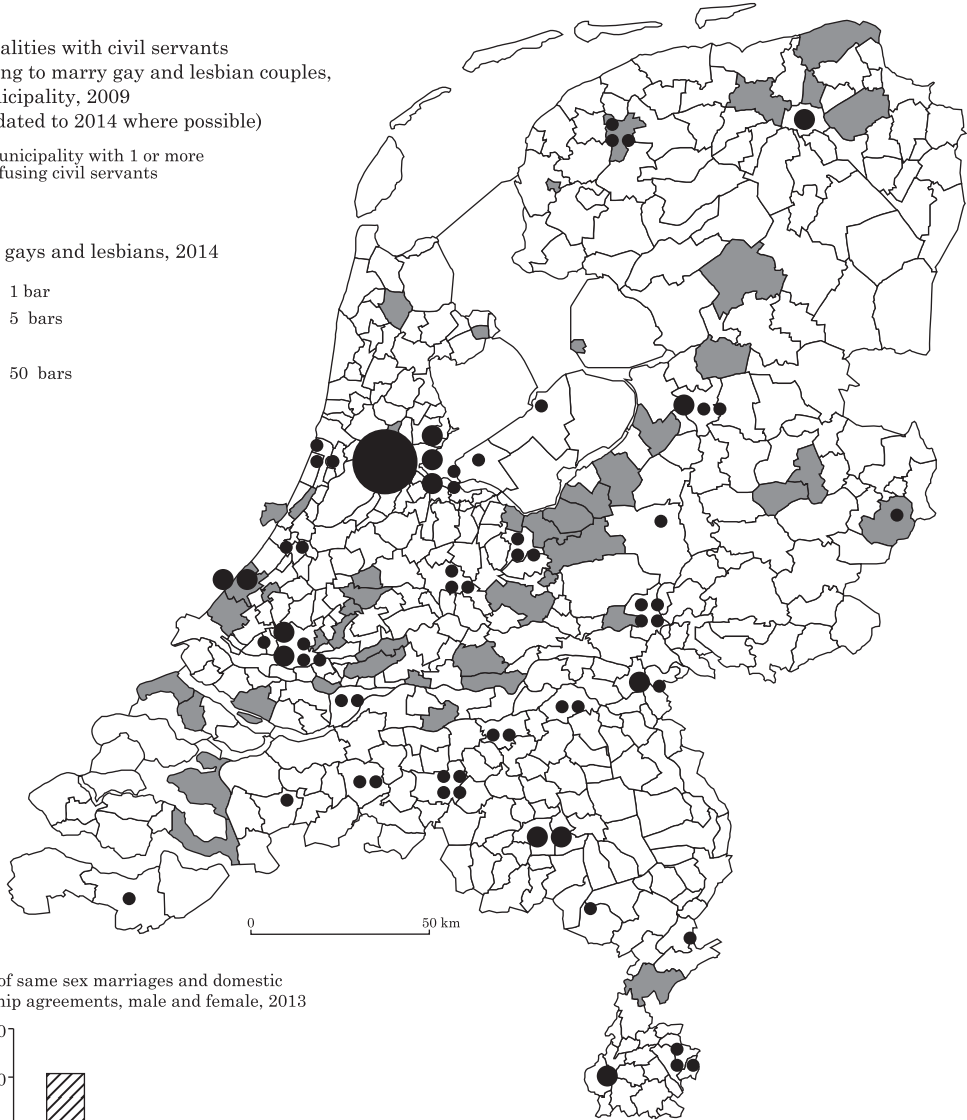 alities with civil servants
ng to marry gay and lesbian couples,
icipality, 2009
dated to 2014 where possible)
unicipality with 1 or more
fusing civil servants
gays and lesbians, 2014
1 bar
5 bars
50 bars
0 50 km
of same sex marriages and domestic
hip agreements, male and female, 2013
0
0